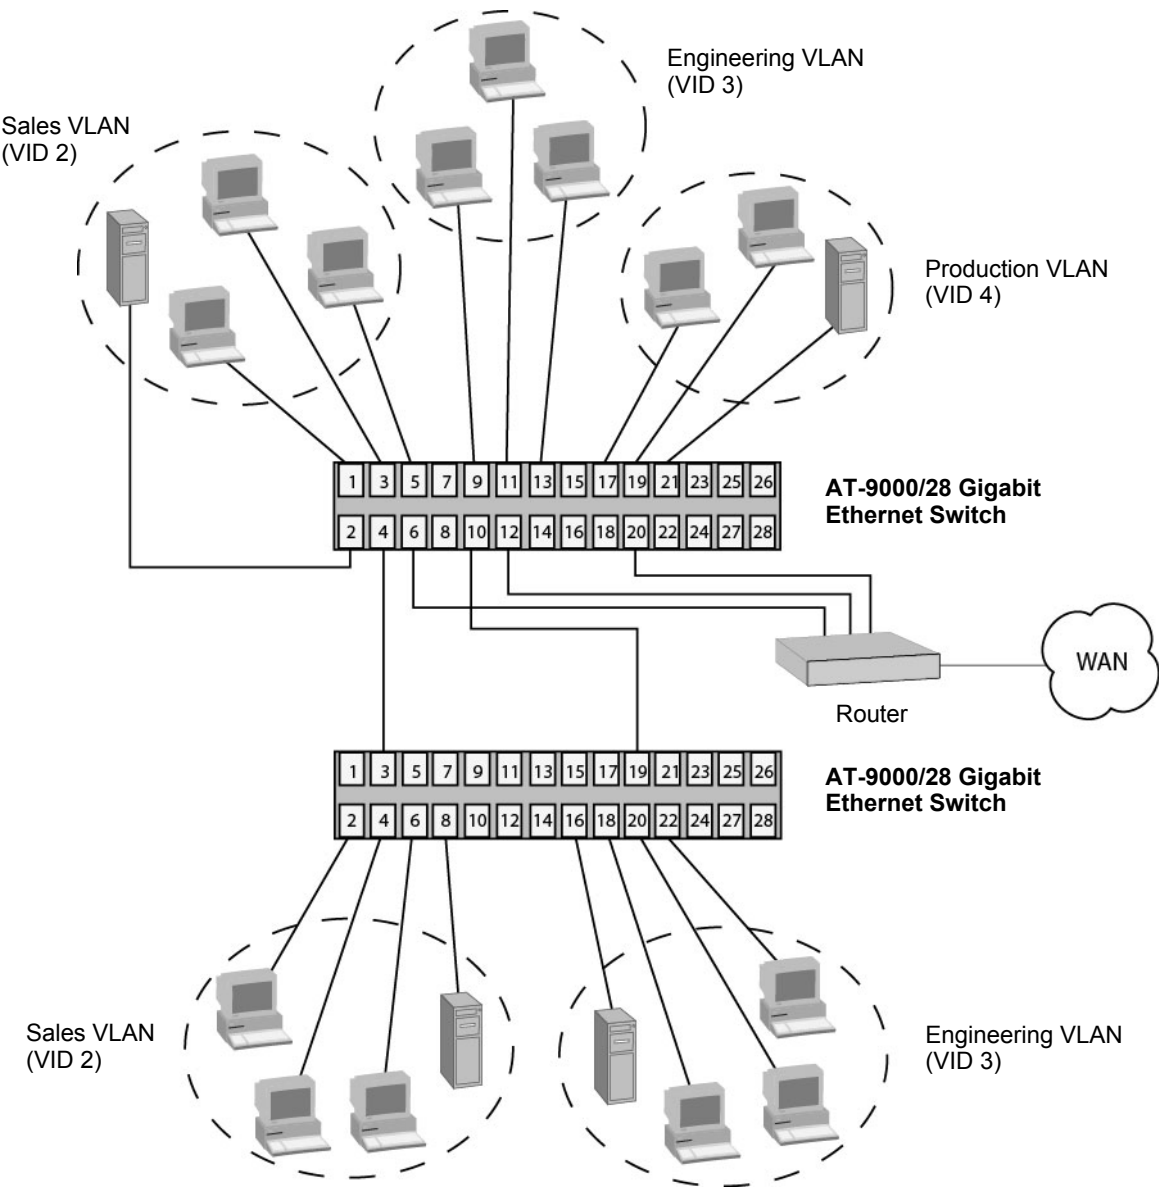 Engineering VLAN
(VID 3)
Sales VLAN
(VID 2)
Production VLAN
(VID 4)
1 3 5 7 9 11 13 15 17 19 21 23 25 26
2 4 6 8 10 12 14 16 18 20 22 24 27 28
AT-9000/28 Gigabit
Ethernet Switch
WAN
Router
1 3 5 7 9 11 13 15 17 19 21 23 25 26
2 4 6 8 10 12 14 16 18 20 22 24 27 28
AT-9000/28 Gigabit
Ethernet Switch
Sales VLAN
(VID 2)
Engineering VLAN
(VID 3)